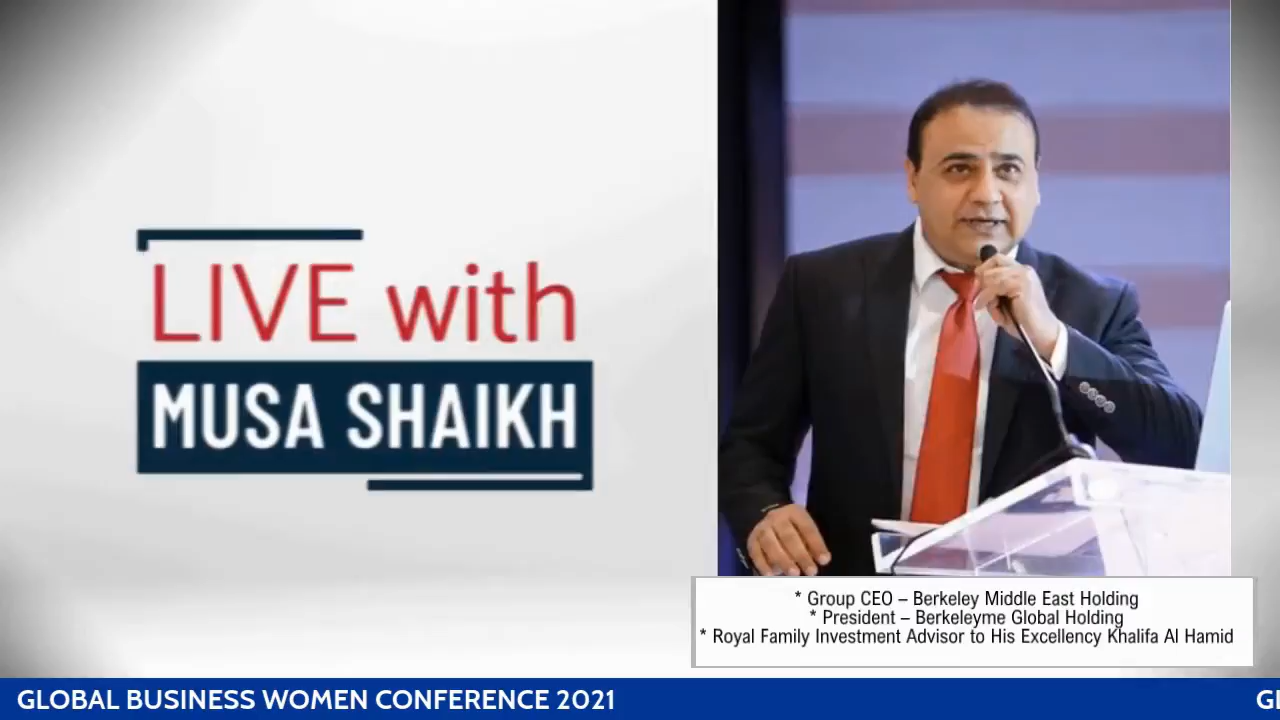 LIVE with
MUSA SHAIKH
* Group CEO – Berkeley Middle East Holding
* President – Berkeleyme Global Holding
* Royal Family Investment Advisor to His Excellency Khalifa Al Hamid
GLOBAL BUSINESS WOMEN CONFERENCE 2021